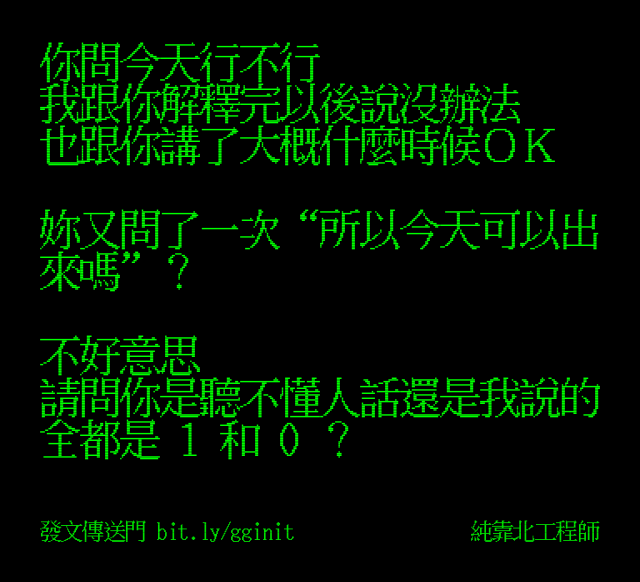 你問今天行不行
我跟你解釋完以後說沒辦法
也跟你講了大概什麼時候ＯＫ
妳又問了一次“所以今天可以出
來嗎”？
不好意思
請問你是聽不懂人話還是我說的
全都是 1 和 0 ？
發文傳送門 bit.ly/gginit
純靠北工程師